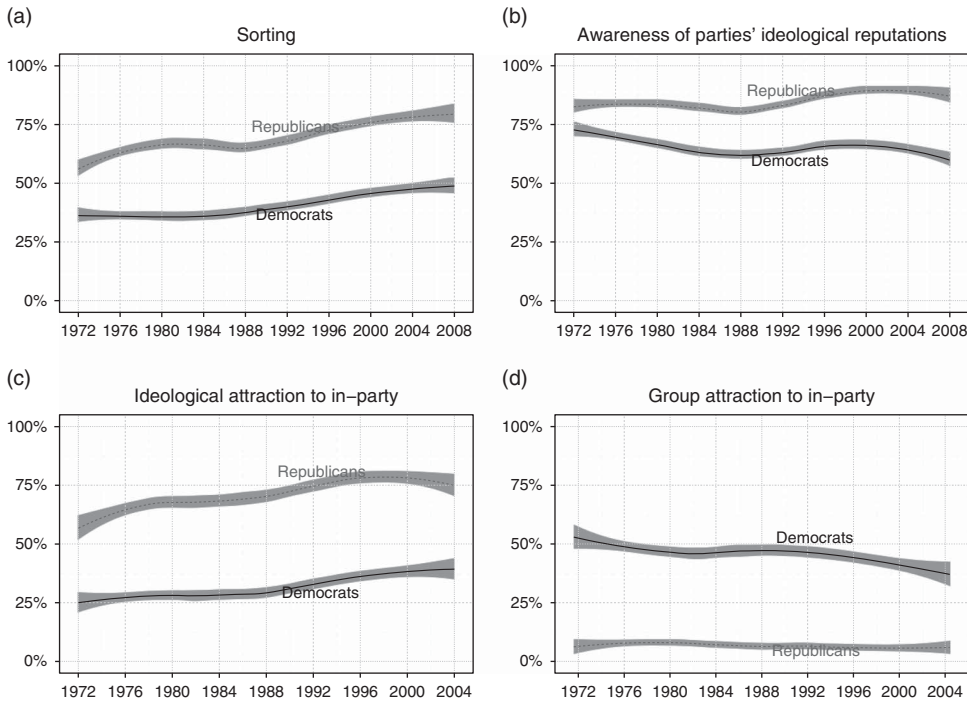 (a)
Sorting
100%
75%
50%
25%
0%
Republicans
Democrats
1972 1976 1980 1984 1988 1992 1996 2000 2004 2008
(b)
Awareness of parties' ideological reputations
100%
75%
50%
25%
0%
Republicans
Democrats
1972 1976 1980 1984 1988 1992 1996 2000 2004 2008
(c)
Ideological attraction to in−party
100%
75%
50%
25%
0%
Republicans
Democrats
1972 1976 1980 1984 1988 1992 1996 2000 2004
(d)
Group attraction to in−party
100%
75%
50%
25%
0%
Democrats
Republicans
1972 1976 1980 1984 1988 1992 1996 2000 2004